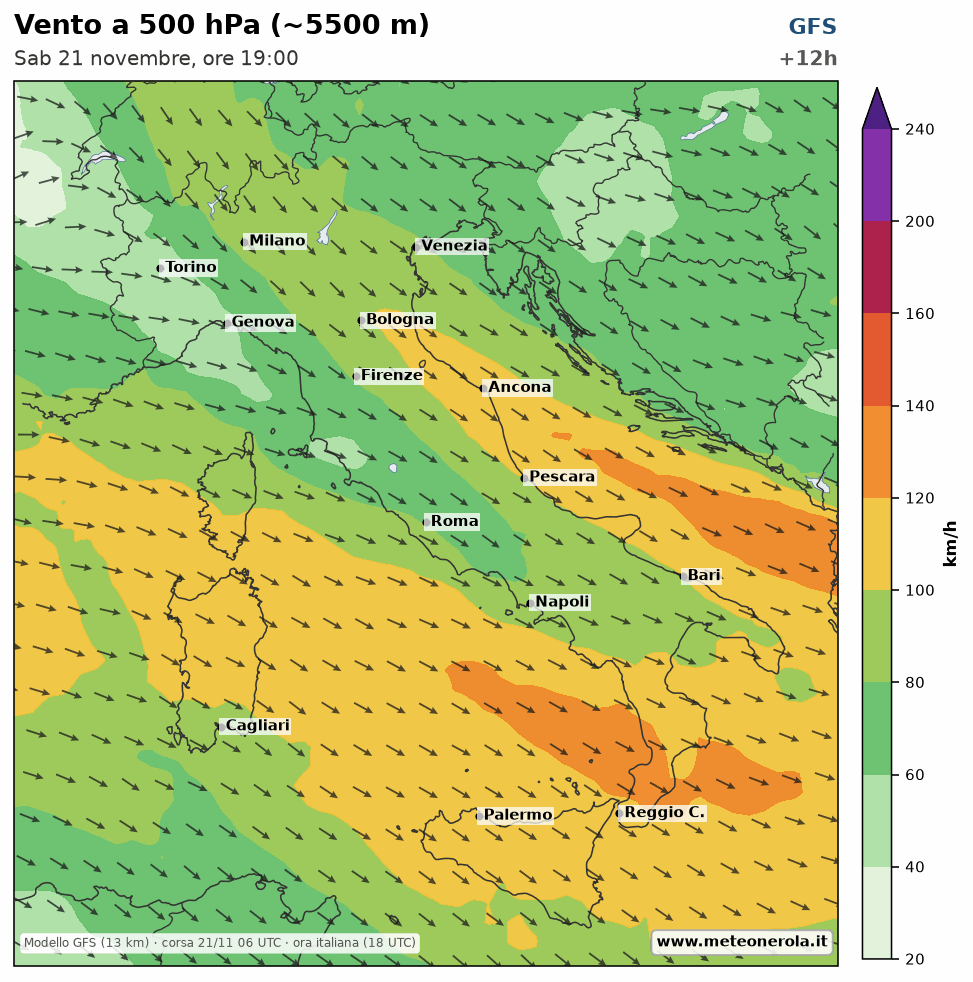 Vento a 500 hPa (~5500 m)
GFS
Sab 21 novembre, ore 19:00
+12h
240
200
160
140
120
100
80
60
40
20
km/h
Milano
Venezia
Torino
Genova
Bologna
Firenze
Ancona
Pescara
Roma
Bari
Napoli
Cagliari
Palermo
Reggio C.
Modello GFS (13 km) · corsa 21/11 06 UTC · ora italiana (18 UTC)
www.meteonerola.it